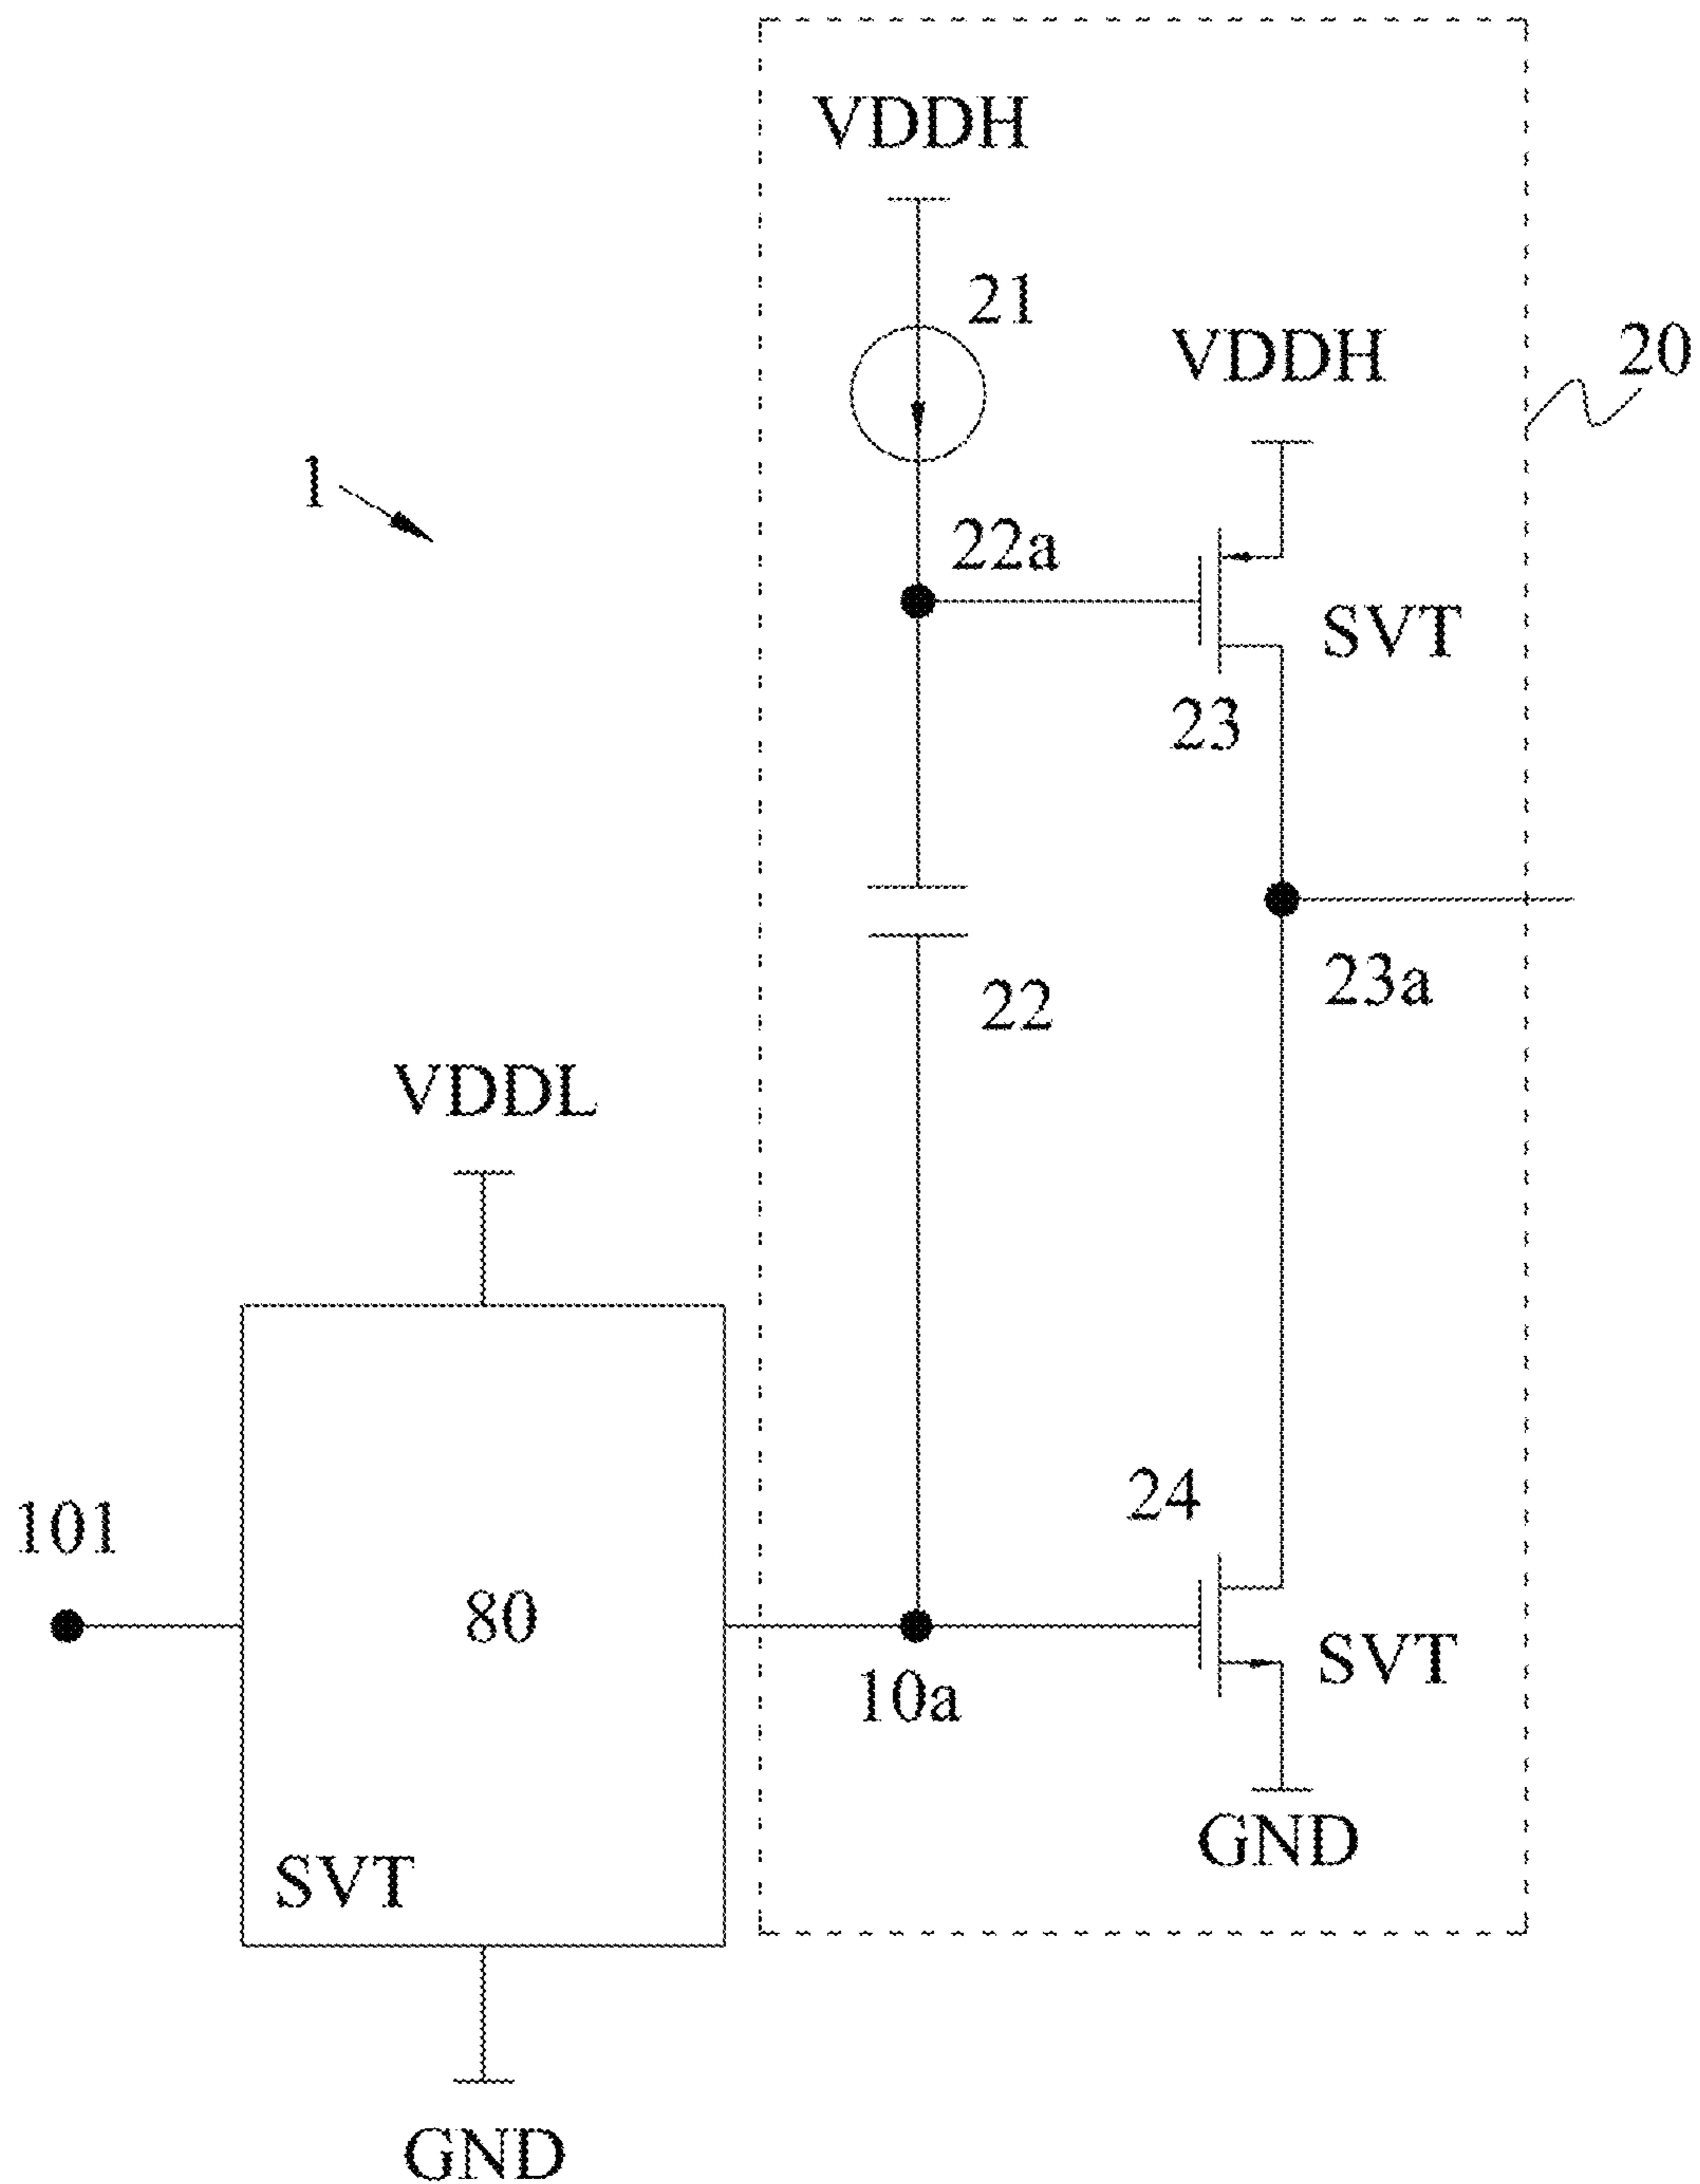 VDDH
21
VDDH
20
1
22a
SVT
23
23a
22
VDDL
24
101
80
SVT
10a
GND
SVT
GND